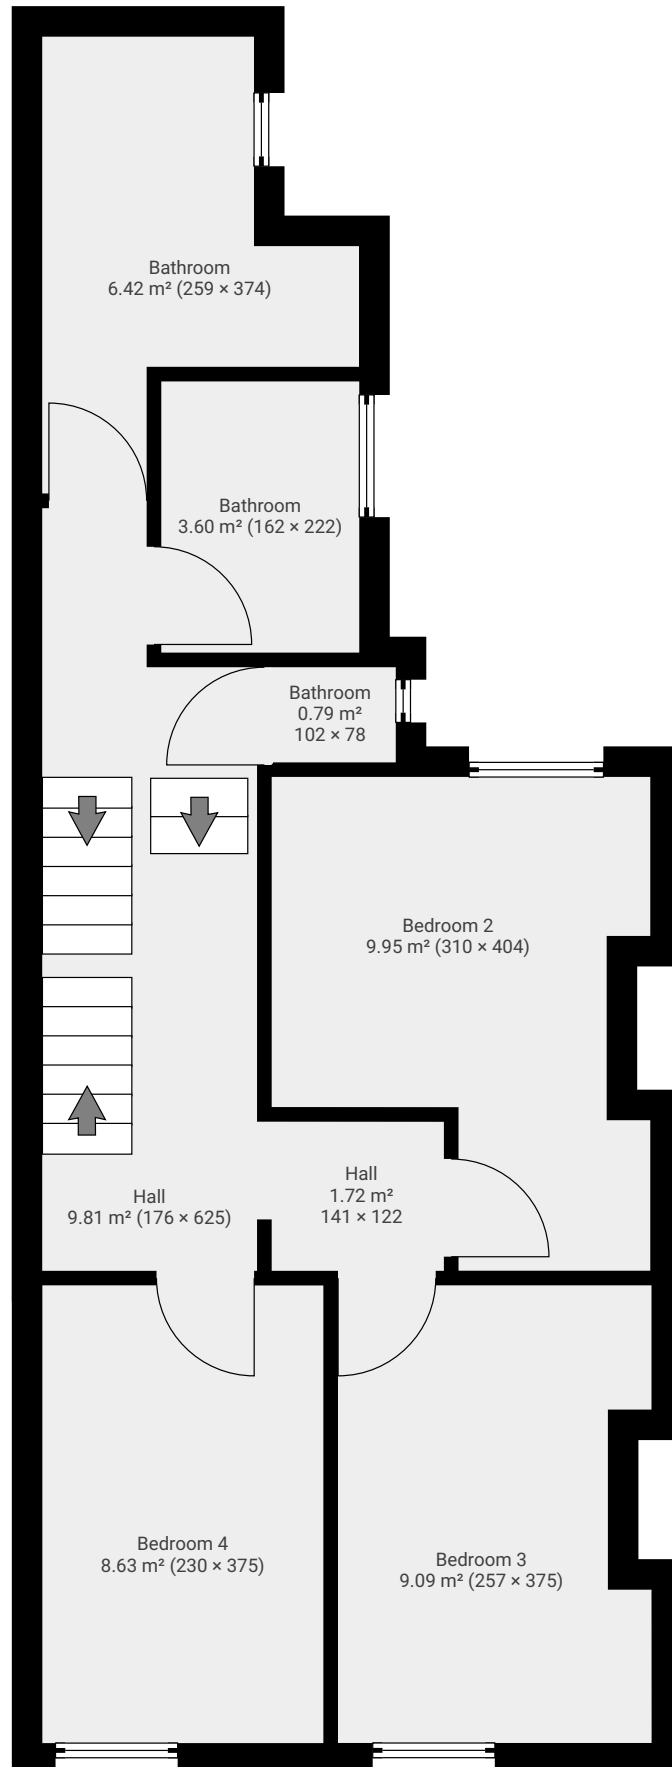 Bathroom
6.42 m² (259 × 374)
Bathroom
3.60 m² (162 × 222)
Bathroom
0.79 m²
102 × 78
Bedroom 2
9.95 m² (310 × 404)
Hall
1.72 m²
141 × 122
Hall
9.81 m² (176 × 625)
Bedroom 4
8.63 m² (230 × 375)
Bedroom 3
9.09 m² (257 × 375)